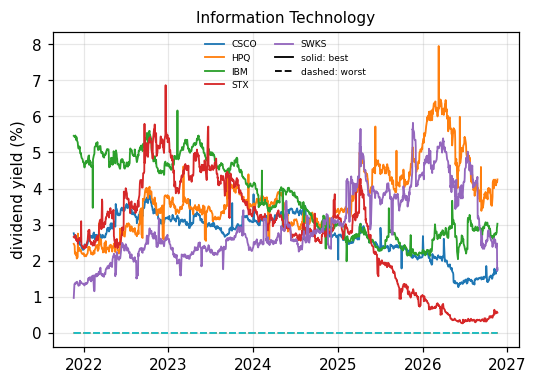 Information Technology
dividend yield (%)
8
7
6
5
4
3
2
1
0
CSCO
HPQ
IBM
STX
SWKS
solid: best
dashed: worst
2022
2023
2024
2025
2026
2027